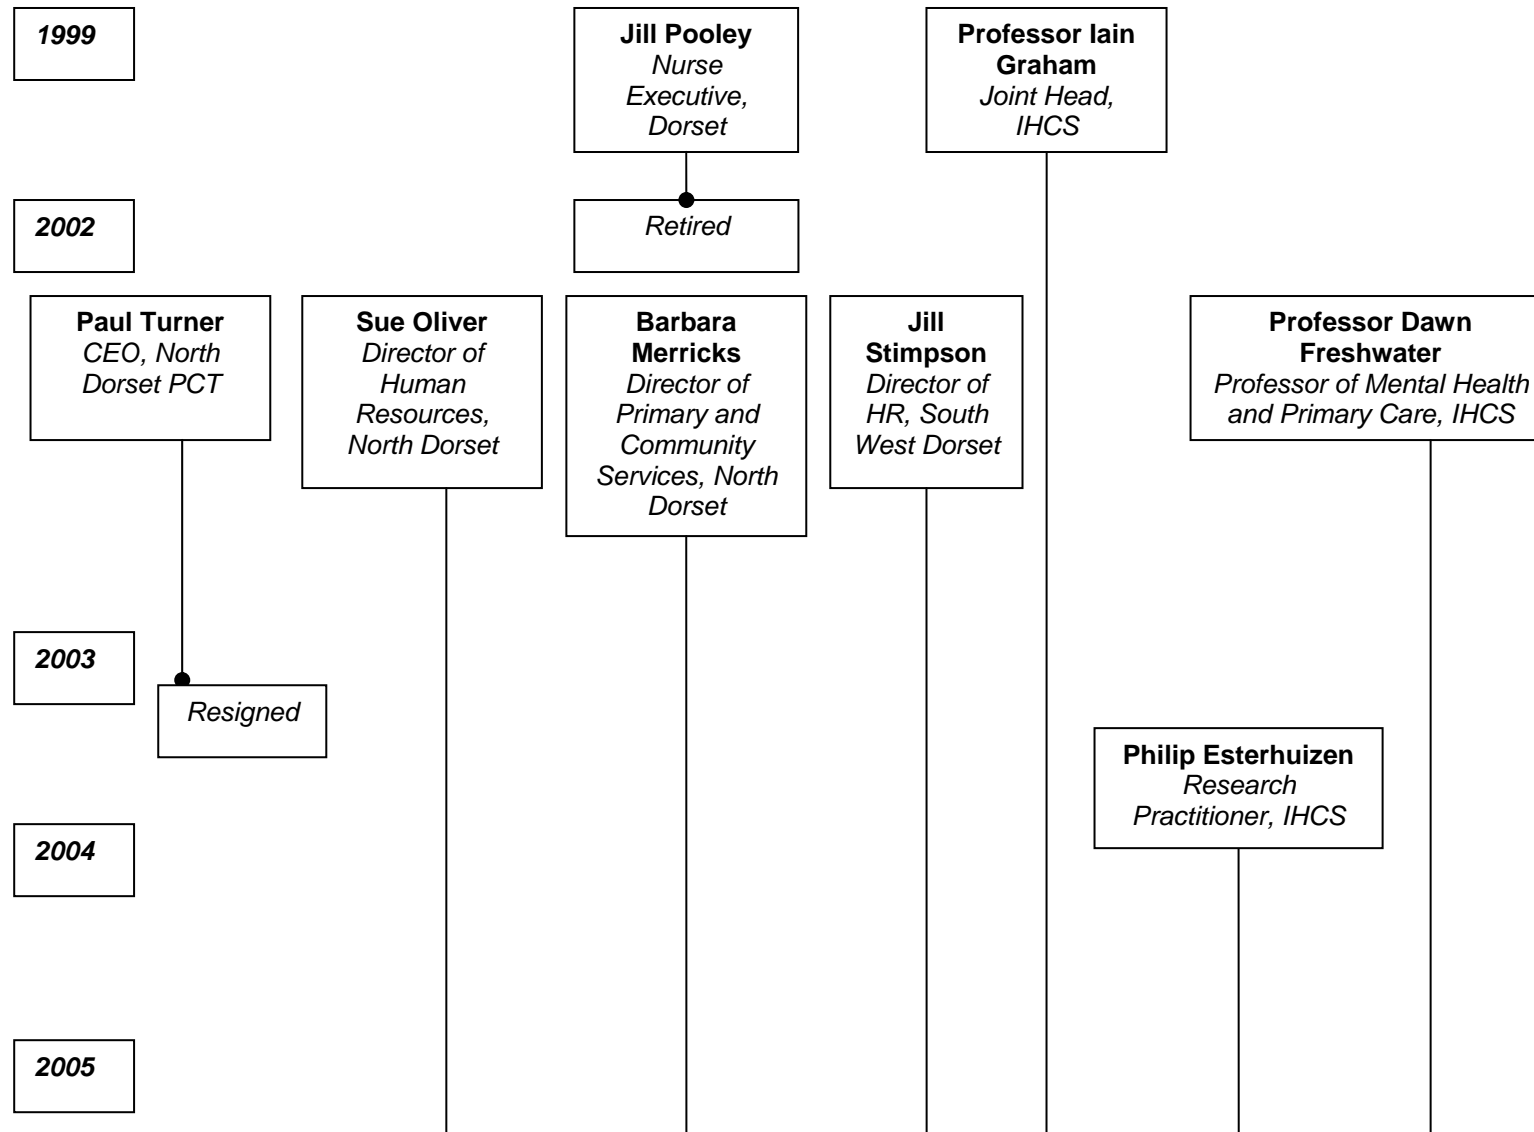 1999
Jill Pooley
Nurse
Executive,
Dorset
Professor Iain
Graham
Joint Head,
IHCS
2002
Retired
Paul Turner
CEO, North
Dorset PCT
Sue Oliver
Director of
Human
Resources,
North Dorset
Barbara
Merricks
Director of
Primary and
Community
Services, North
Dorset
Jill
Stimpson
Director of
HR, South
West Dorset
Professor Dawn
Freshwater
Professor of Mental Health
and Primary Care, IHCS
2003
Resigned
Philip Esterhuizen
Research
Practitioner, IHCS
2004
2005